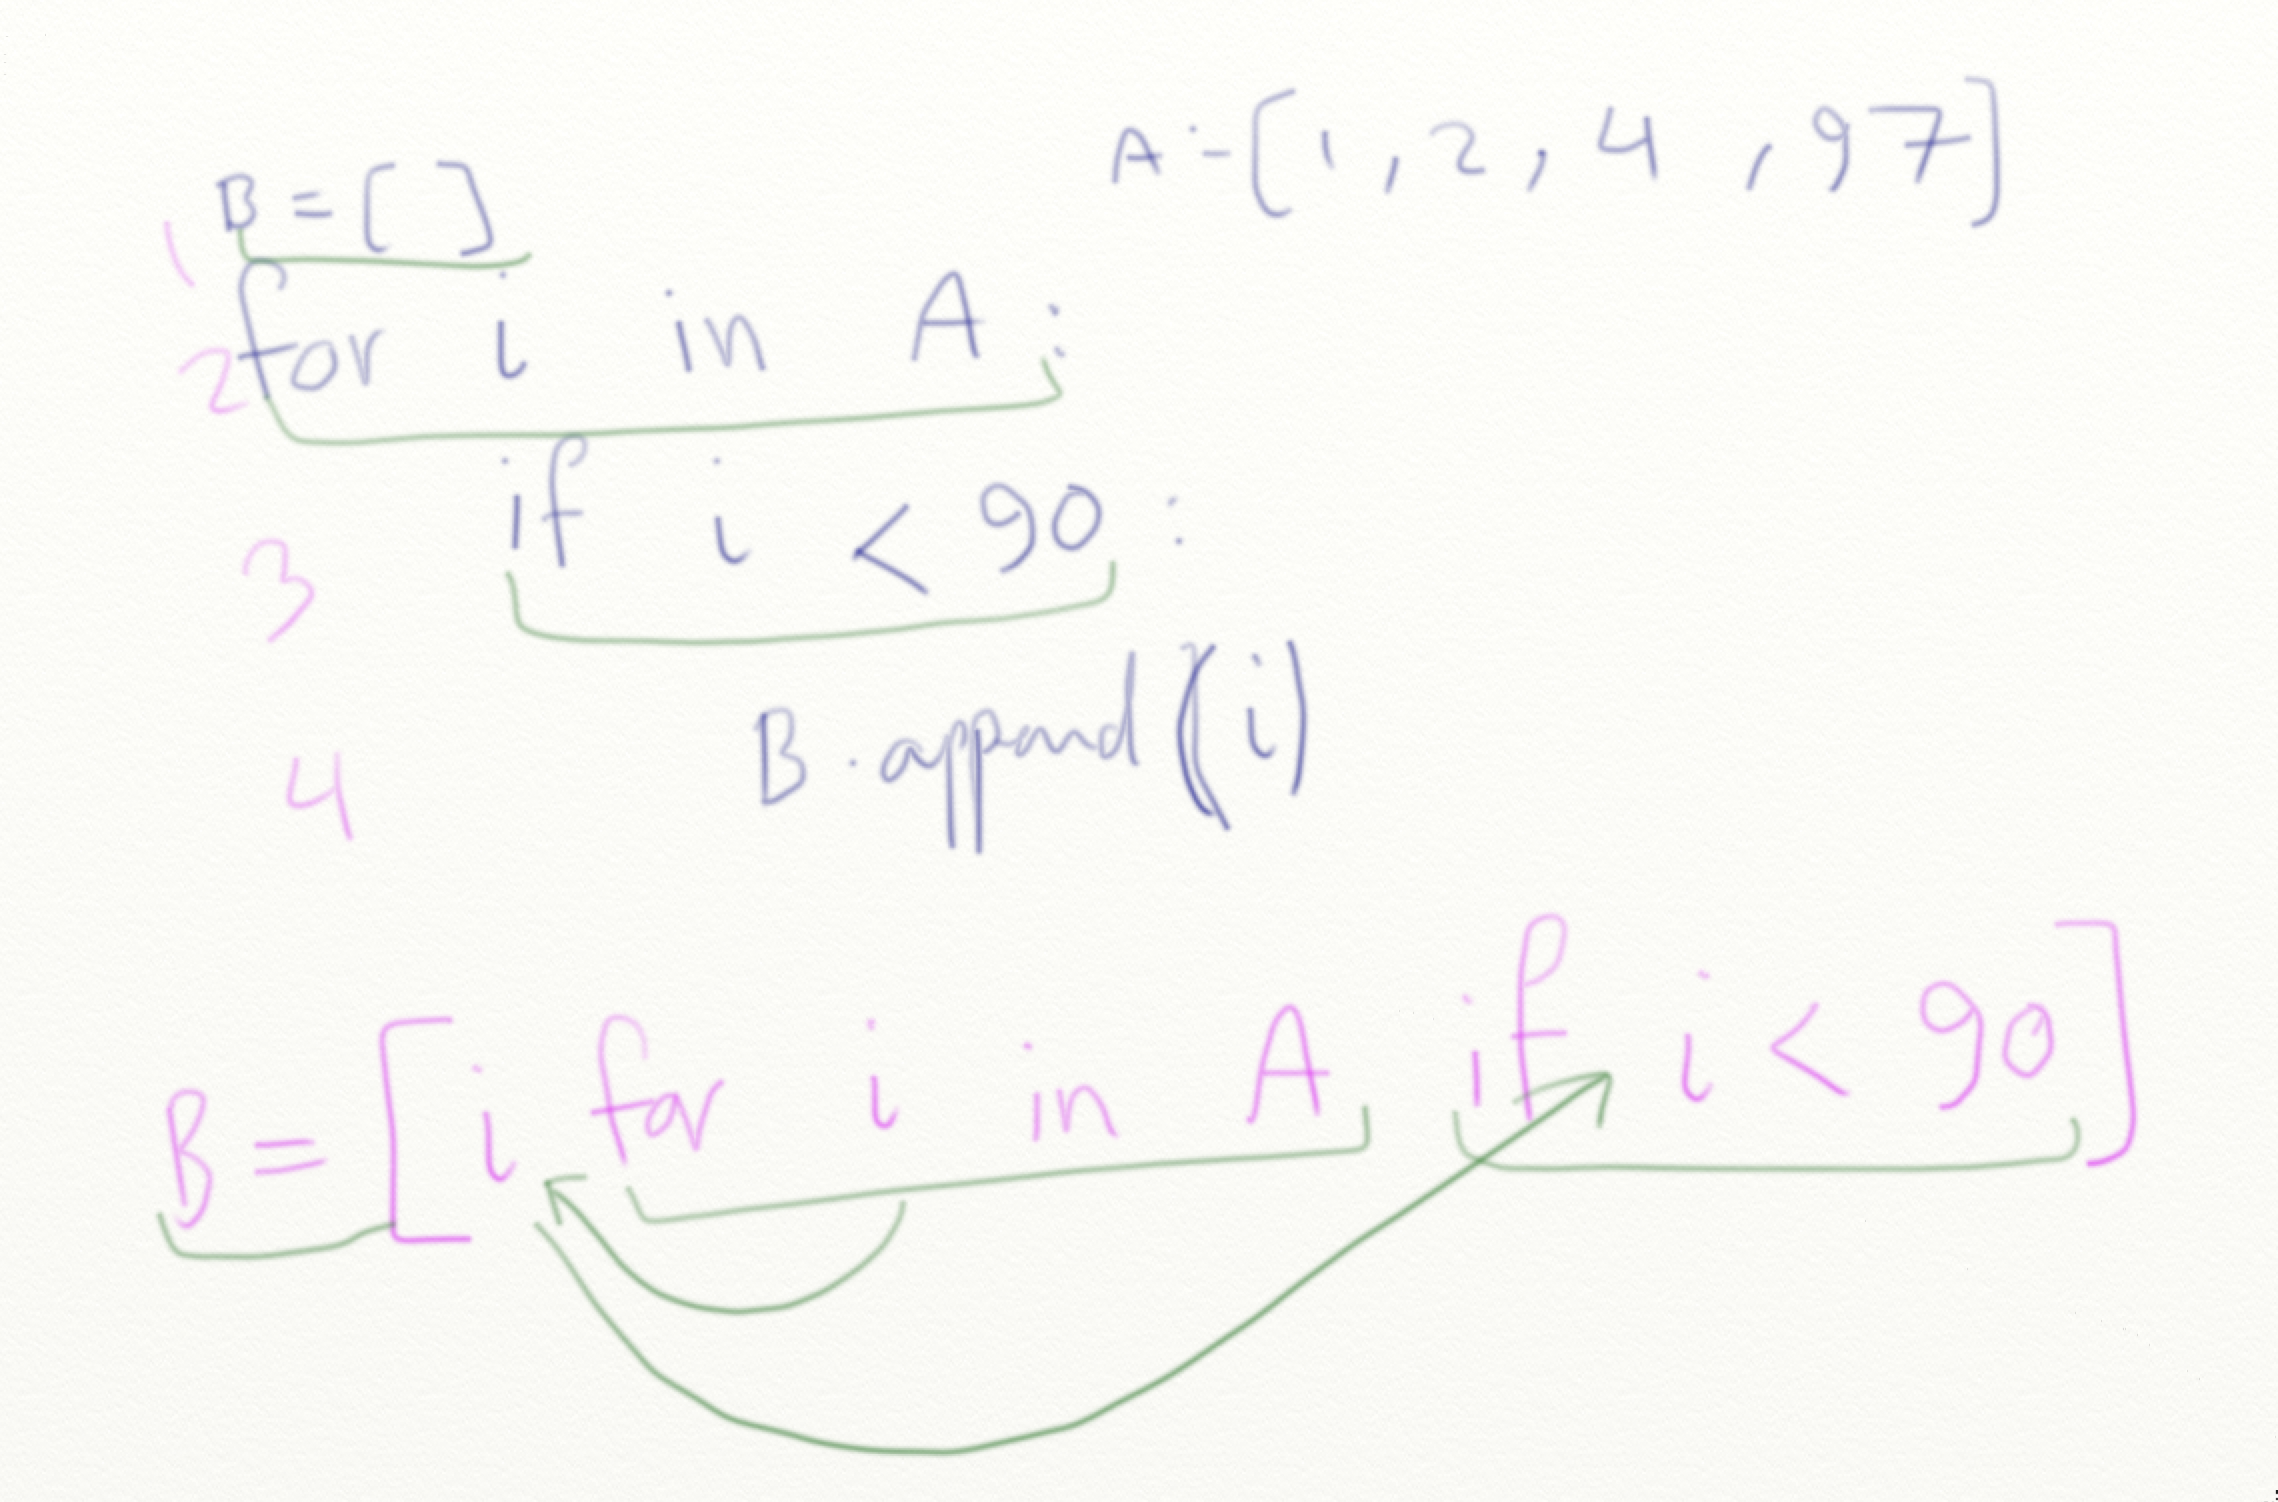 A = [1, 2, 4, 97]
1 B = []
2 for i in A:
3 if i < 90:
4 B.append(i)
B = [i for i in A if i < 90]